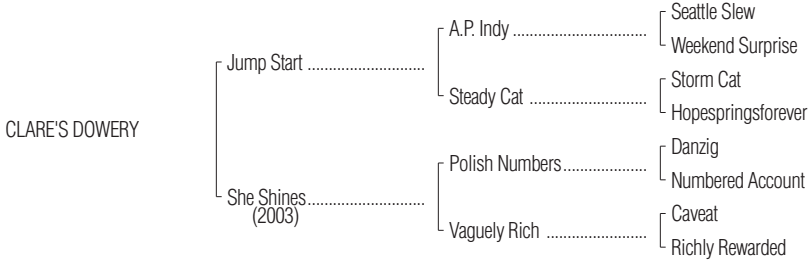 Seattle Slew
A.P. Indy ................................
Weekend Surprise
Jump Start ............................
Storm Cat
Steady Cat ............................
Hopespringsforever
CLARE'S DOWERY
Danzig
Polish Numbers....................
Numbered Account
She Shines............................
(2003)
Caveat
Vaguely Rich ........................
Richly Rewarded